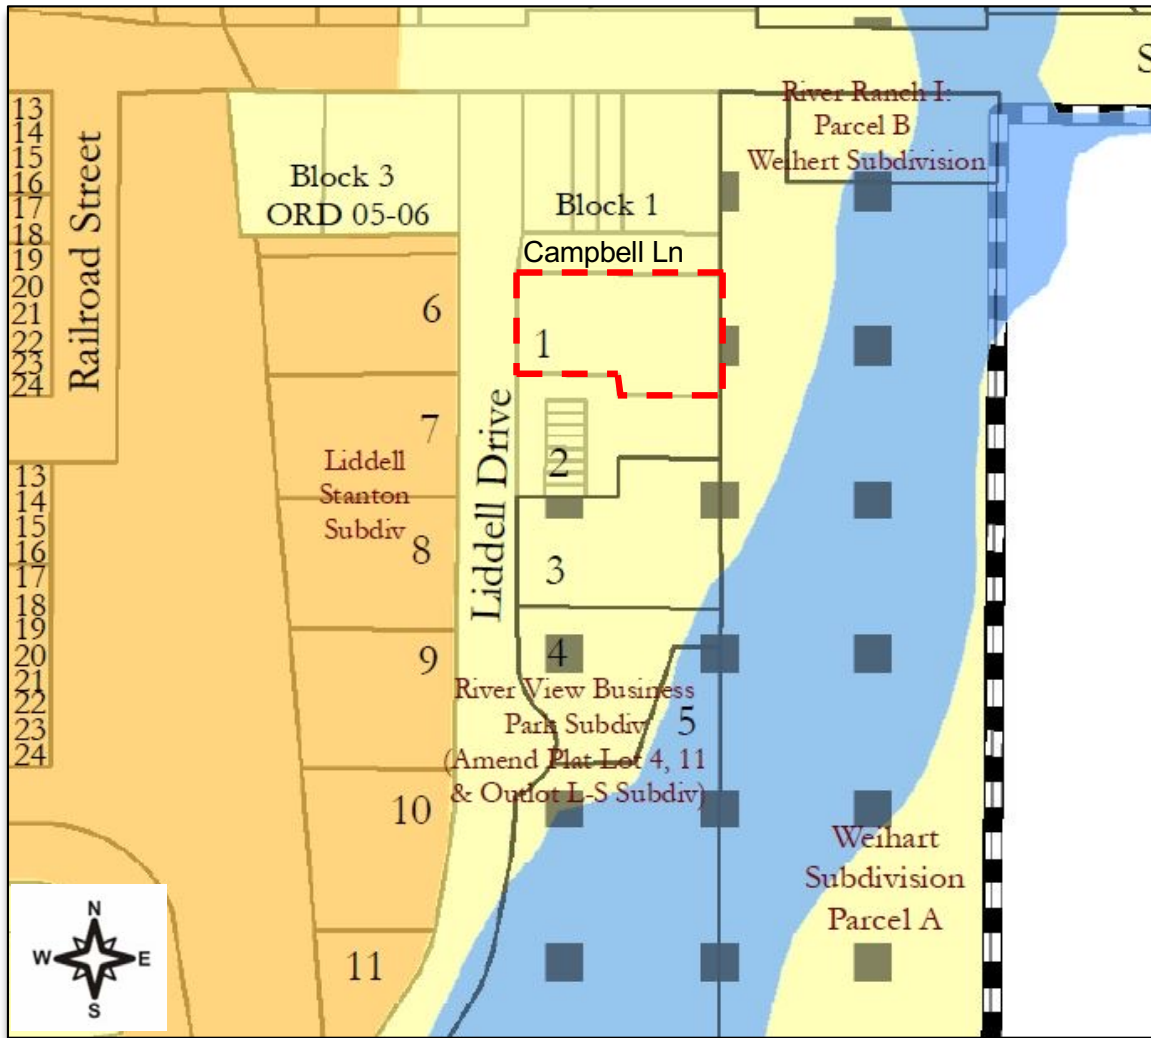 S
River Ranch I:
Parcel B
Weihert Subdivision
13
14
15
16
17
18
19
20
21
22
23
24
Railroad Street
Block 3
ORD 05-06
Block 1
Campbell Ln
6
1
7
Liddell
Stanton
Subdiv
Liddell Drive
2
13
14
15
16
17
18
19
20
21
22
23
24
8
3
9
4
River View Business
Park Subdiv
(Amend Plat Lot 4, 11
& Outlot L-S Subdiv)
5
10
Weihart
Subdivision
Parcel A
11
N
W E
S